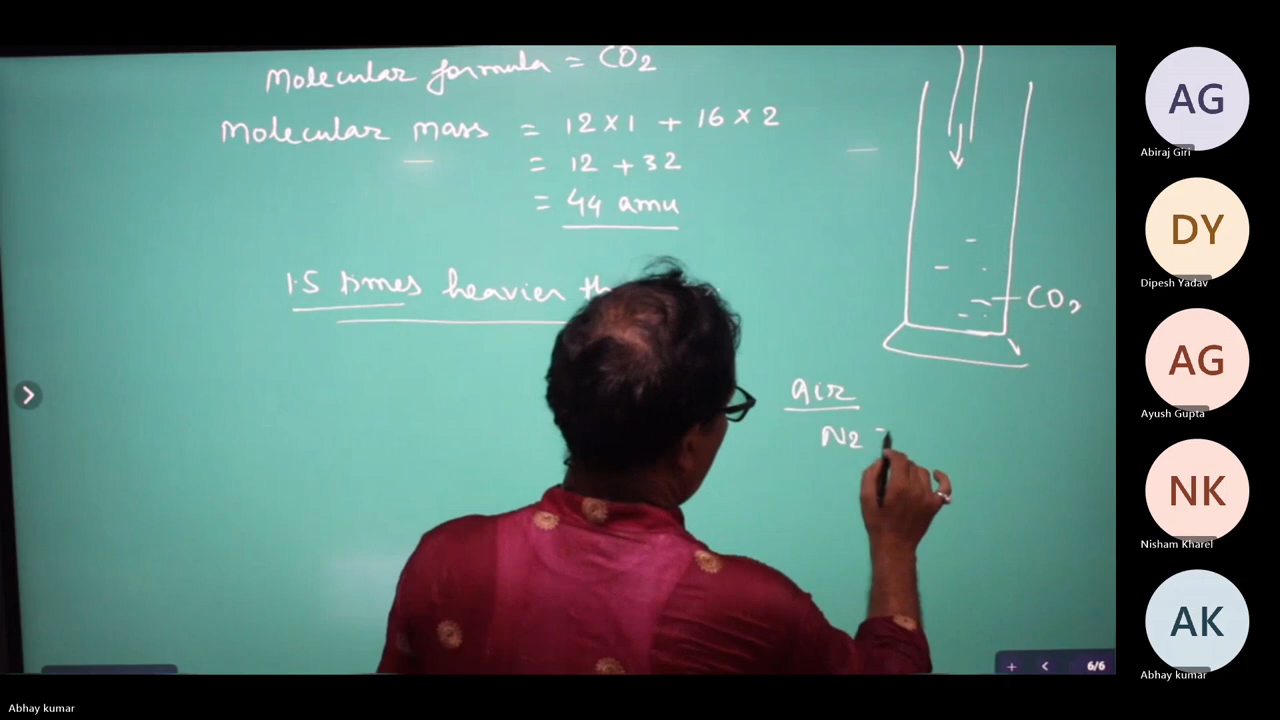 Molecular formula = CO2
Molecular mass = 12 × 1 + 16 × 2
= 12 + 32
= 44 amu
1.5 times heavier
CO2
air
N2
6/6
AG
Abiraj Giri
DY
Dipesh Yadav
AG
Ayush Gupta
NK
Nisham Kharel
AK
Abhay kumar
Abhay kumar